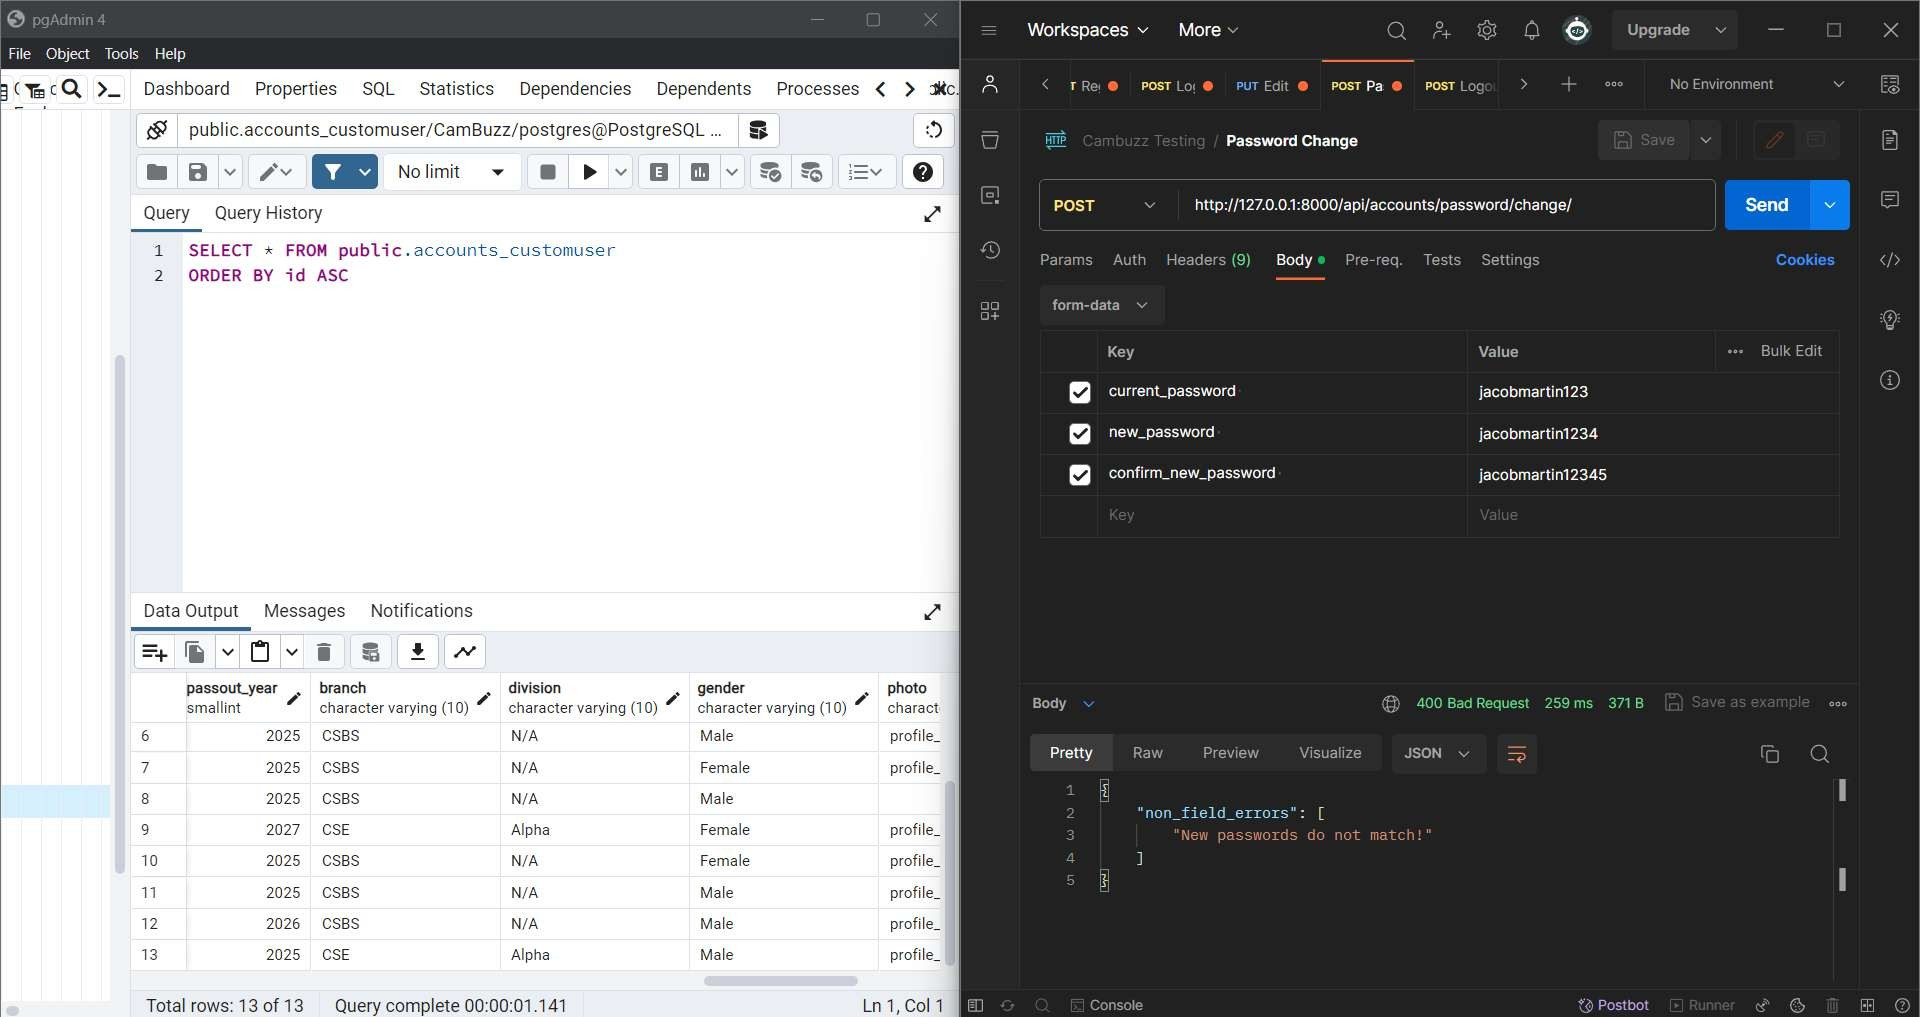 pgAdmin 4
File Object Tools Help
Dashboard Properties SQL Statistics Dependencies Dependents Processes
public.accounts_customuser/CamBuzz/postgres@PostgreSQL ...
No limit
E
Query Query History
1 SELECT * FROM public.accounts_customuser
2 ORDER BY id ASC
Data Output Messages Notifications
passout_year branch division gender photo
smallint character varying (10) character varying (10) character varying (10) charact
6 2025 CSBS N/A Male profile_
7 2025 CSBS N/A Female profile_
8 2025 CSBS N/A Male
9 2027 CSE Alpha Female profile_
10 2025 CSBS N/A Female profile_
11 2025 CSBS N/A Male profile_
12 2026 CSBS N/A Male profile_
13 2025 CSE Alpha Male profile_
Total rows: 13 of 13 Query complete 00:00:01.141 Ln 1, Col 1
Workspaces More Upgrade
POST PUT Edit POST Pa POST Logo No Environment
HTTP Cambuzz Testing / Password Change Save
POST http://127.0.0.1:8000/api/accounts/password/change/ Send
Params Auth Headers (9) Body Pre-req. Tests Settings Cookies
form-data
Key Value Bulk Edit
current_password jacobmartin123
new_password jacobmartin1234
confirm_new_password jacobmartin12345
Key Value
Body 400 Bad Request 259 ms 371 B Save as example
Pretty Raw Preview Visualize JSON
1 {
2 "non_field_errors": [
3 "New passwords do not match!"
4 ]
5 }
Console Postbot Runner